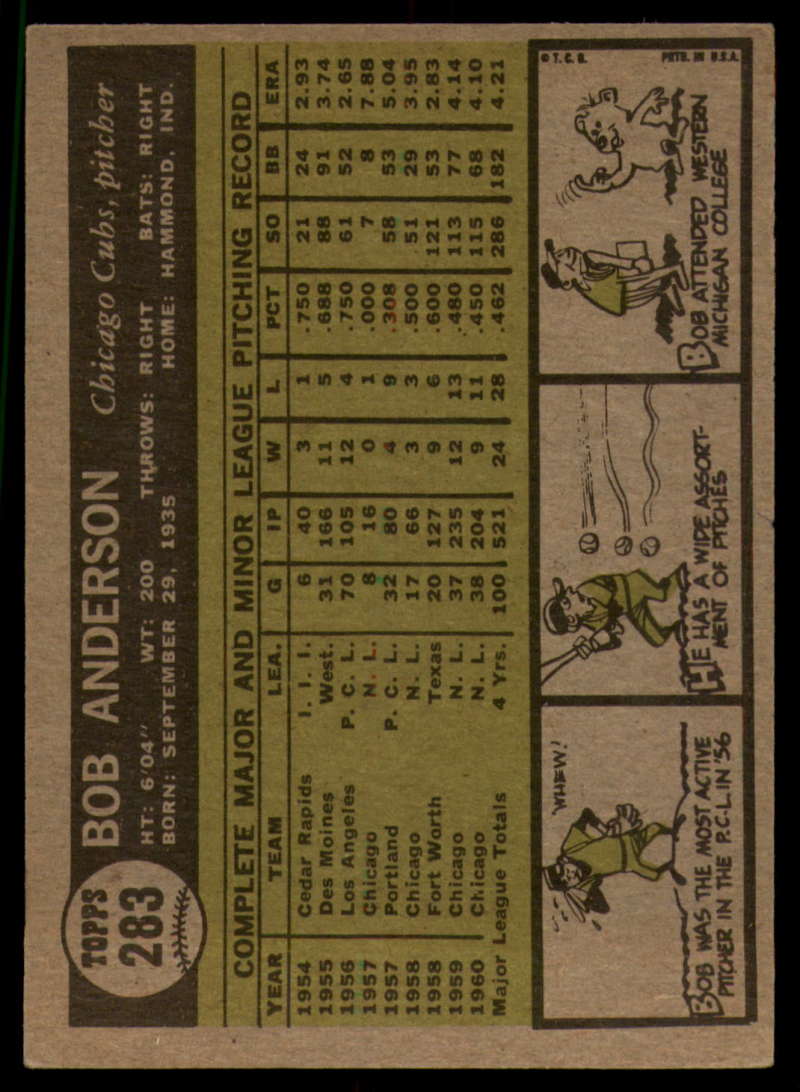 TOPPS
283
BOB ANDERSON Chicago Cubs, pitcher
HT: 6'04" WT: 200 THROWS: RIGHT BATS: RIGHT
BORN: SEPTEMBER 29, 1935 HOME: HAMMOND, IND.
COMPLETE MAJOR AND MINOR LEAGUE PITCHING RECORD
YEAR TEAM LEA. G IP W L PCT SO BB ERA
1954 Cedar Rapids I. I. I. 6 40 3 1 .750 21 24 2.93
1955 Des Moines West. 31 166 11 5 .688 88 91 3.74
1956 Los Angeles P. C. L. 70 105 12 4 .750 61 52 2.65
1957 Chicago N. L. 8 16 0 1 .000 7 8 7.88
1957 Portland P. C. L. 32 80 4 9 .308 58 53 5.04
1958 Chicago N. L. 17 66 3 3 .500 51 29 3.95
1958 Fort Worth Texas 20 127 9 6 .600 121 53 2.83
1959 Chicago N. L. 37 235 12 13 .480 113 77 4.14
1960 Chicago N. L. 38 204 9 11 .450 115 68 4.10
Major League Totals 4 Yrs. 100 521 24 28 .462 286 182 4.21
WHEW!
BOB WAS THE MOST ACTIVE
PITCHER IN THE P.C.L. IN '56
HE HAS A WIDE ASSORT-
MENT OF PITCHES
© T. C. G. PRTD. IN U.S.A.
BOB ATTENDED WESTERN
MICHIGAN COLLEGE